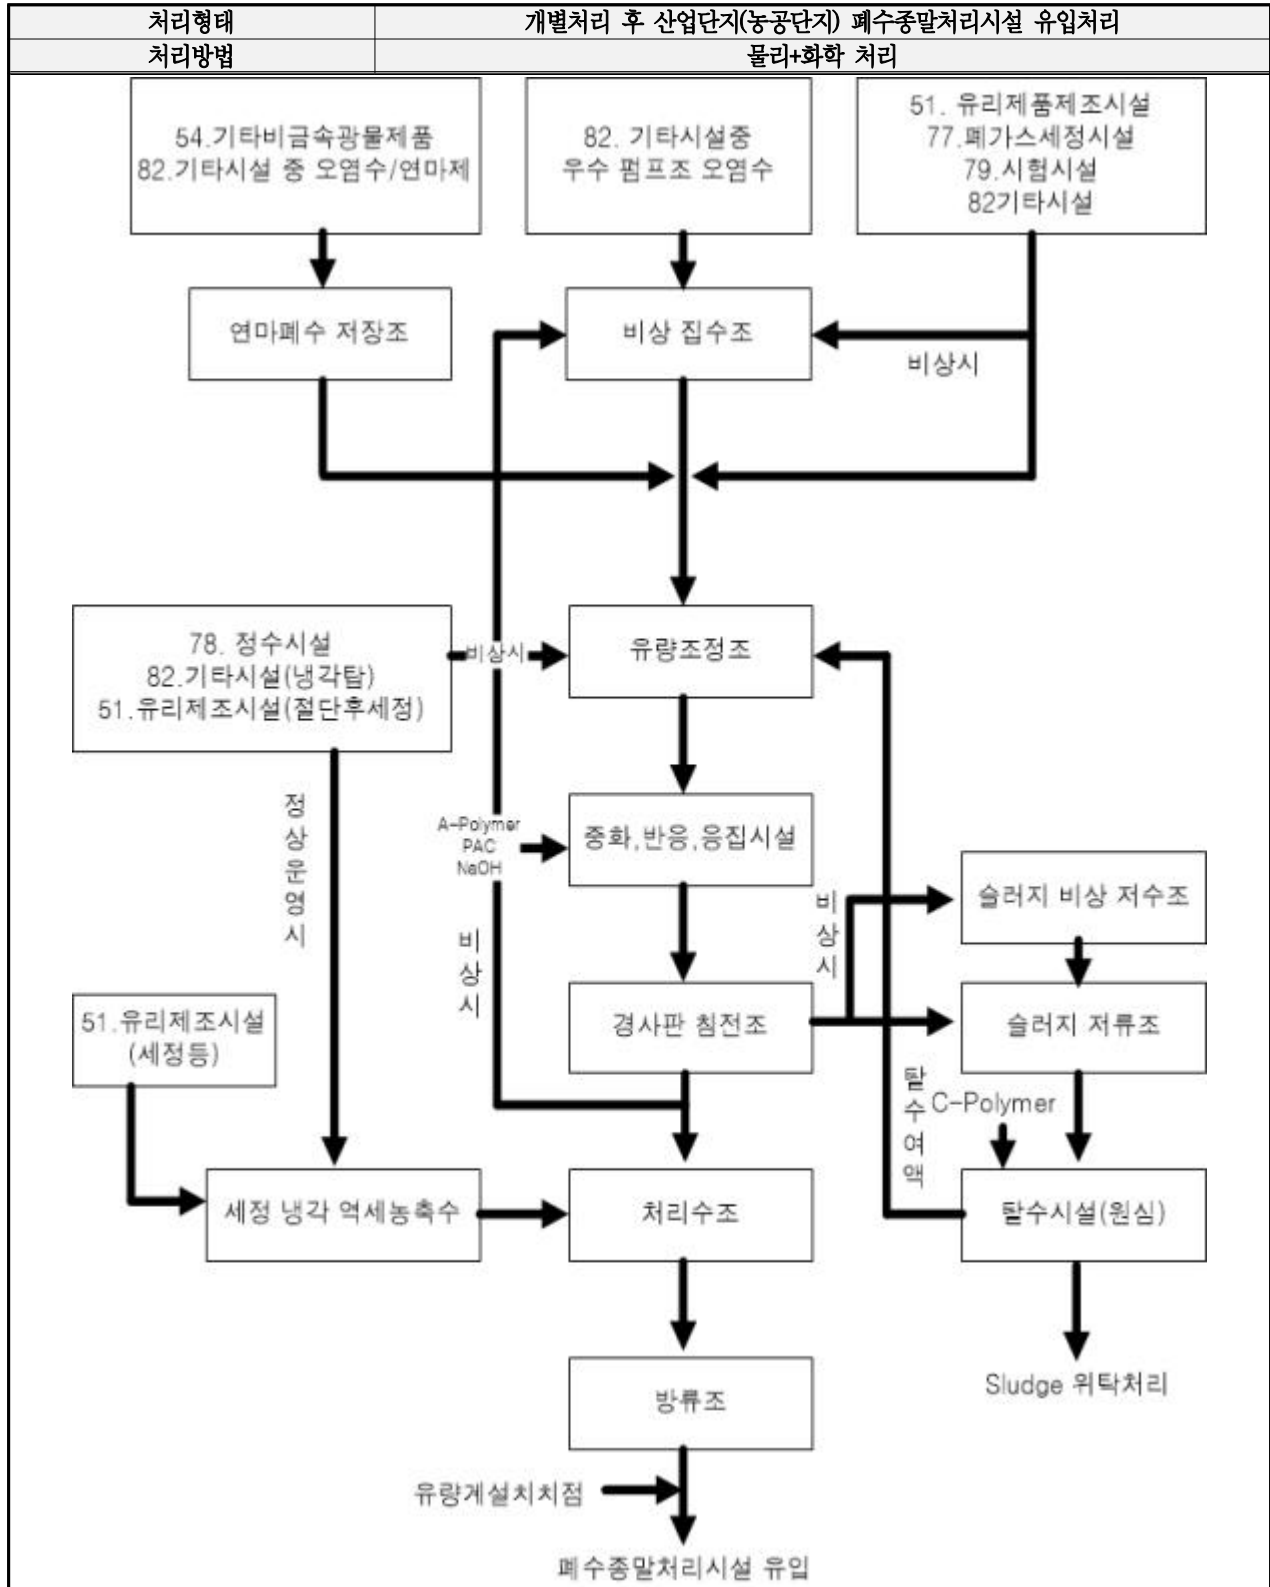 처리형태 개별처리 후 산업단지(농공단지) 폐수종말처리시설 유입처리
처리방법 물리+화학 처리
54.기타비금속광물제품
82.기타시설 중 오염수/연마제
82. 기타시설중
우수 펌프조 오염수
51. 유리제품제조시설
77.폐가스세정시설
79.시험시설
82기타시설
연마폐수 저장조
비상 집수조
비상시
78. 정수시설
82.기타시설(냉각탑)
51.유리제조시설(절단후세정)
비상시
유량조정조
정상운영시
A-Polymer
PAC
NaOH
중화,반응,응집시설
비상시
비상시
슬러지 비상 저수조
51.유리제조시설
(세정등)
경사판 침전조
슬러지 저류조
탈수여액
C-Polymer
세정 냉각 역세농축수
처리수조
탈수시설(원심)
방류조
Sludge 위탁처리
유량계설치치점
폐수종말처리시설 유입